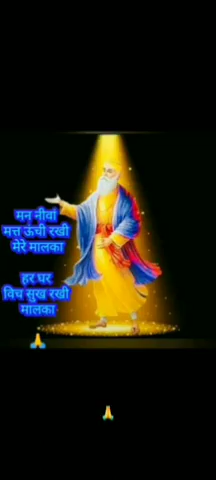 मन नीवां
मत्त ऊंची रखी
मेरे मालका
हर घर
विच सुख रखी
मालका
🙏
🙏